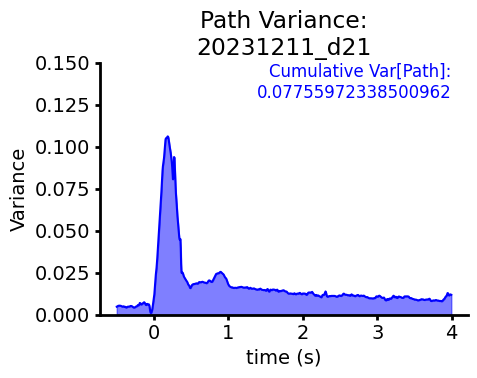 Path Variance:
20231211_d21
Cumulative Var[Path]:
0.07755972338500962
0.150
0.125
0.100
0.075
0.050
0.025
0.000
Variance
0 1 2 3 4
time (s)